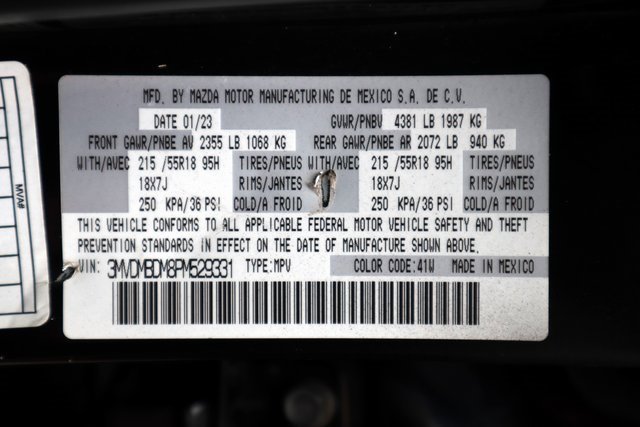 MFD. BY MAZDA MOTOR MANUFACTURING DE MEXICO S.A. DE C.V.
DATE 01/23 GVWR/PNBV 4381 LB 1987 KG
FRONT GAWR/PNBE AV 2355 LB 1068 KG REAR GAWR/PNBE AR 2072 LB 940 KG
WITH/AVEC 215 /55R18 95H TIRES/PNEUS WITH/AVEC 215 /55R18 95H TIRES/PNEUS
18X7J RIMS/JANTES 18X7J RIMS/JANTES
250 KPA/36 PSI COLD/A FROID 250 KPA/36 PSI COLD/A FROID
THIS VEHICLE CONFORMS TO ALL APPLICABLE FEDERAL MOTOR VEHICLE SAFETY AND THEFT
PREVENTION STANDARDS IN EFFECT ON THE DATE OF MANUFACTURE SHOWN ABOVE.
VIN: 3MVDMBDM8PM529331 TYPE:MPV COLOR CODE:41W MADE IN MEXICO
MVA#